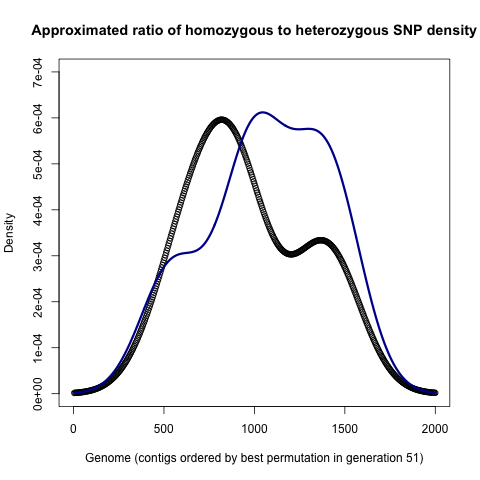 Approximated ratio of homozygous to heterozygous SNP density
7e-04
6e-04
5e-04
4e-04
3e-04
2e-04
1e-04
0e+00
Density
0 500 1000 1500 2000
Genome (contigs ordered by best permutation in generation 51)